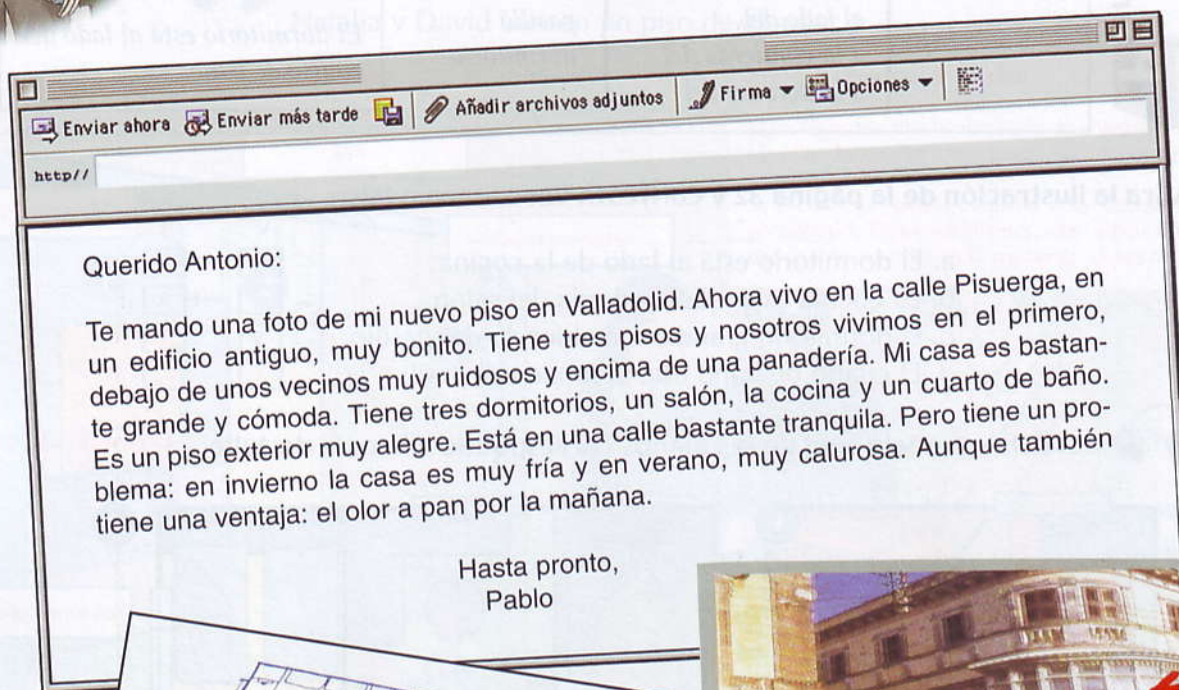 Enviar ahora Enviar más tarde Añadir archivos adjuntos Firma Opciones
http//
Querido Antonio:
Te mando una foto de mi nuevo piso en Valladolid. Ahora vivo en la calle Pisuerga, en
un edificio antiguo, muy bonito. Tiene tres pisos y nosotros vivimos en el primero,
debajo de unos vecinos muy ruidosos y encima de una panadería. Mi casa es bastan-
te grande y cómoda. Tiene tres dormitorios, un salón, la cocina y un cuarto de baño.
Es un piso exterior muy alegre. Está en una calle bastante tranquila. Pero tiene un pro-
blema: en invierno la casa es muy fría y en verano, muy calurosa. Aunque también
tiene una ventaja: el olor a pan por la mañana.
Hasta pronto,
Pablo